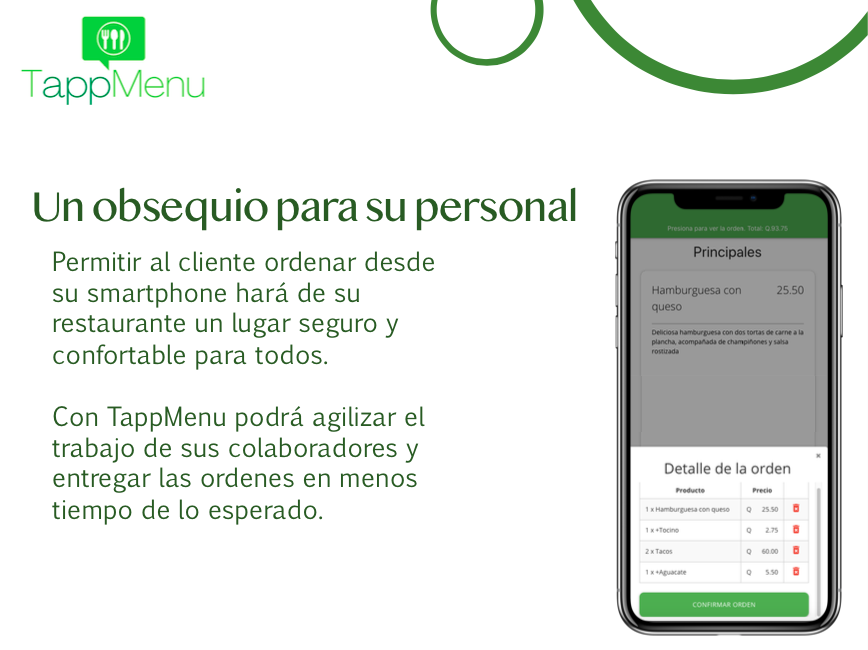 TappMenu
Un obsequio para su personal
Permitir al cliente ordenar desde
su smartphone hará de su
restaurante un lugar seguro y
confortable para todos.
Con TappMenu podrá agilizar el
trabajo de sus colaboradores y
entregar las ordenes en menos
tiempo de lo esperado.
Presiona para ver la orden. Total: Q.93.75
Principales
Hamburguesa con 25.50
queso
Deliciosa hamburguesa con dos tortas de carne a la
plancha, acompañada de champiñones y salsa
rostizada
×
Detalle de la orden
Producto Precio
1 x Hamburguesa con queso Q 25.50
1 x +Tocino Q 2.75
2 x Tacos Q 60.00
1 x +Aguacate Q 5.50
CONFIRMAR ORDEN